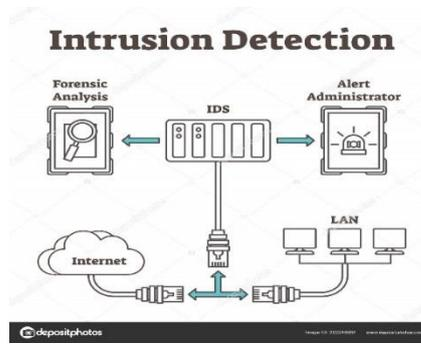 Intrusion Detection
Forensic
Analysis
Alert
Administrator
IDS
LAN
Internet
depositphotos